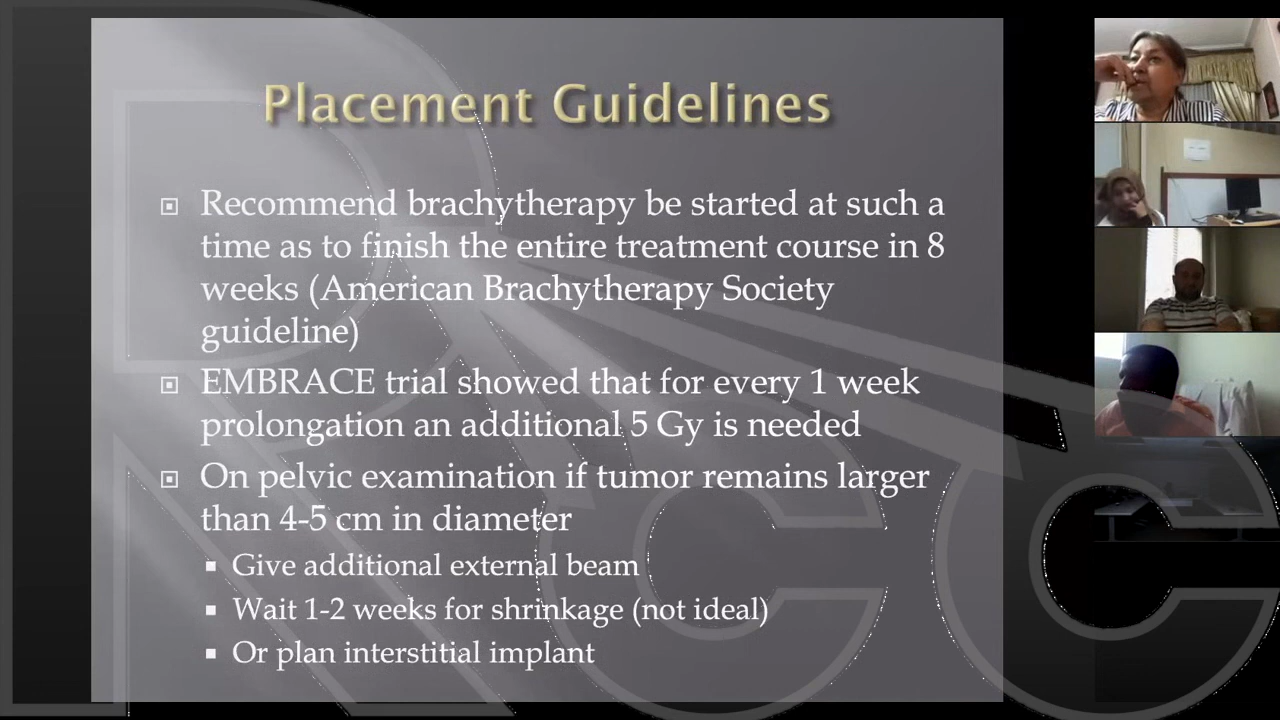 Placement Guidelines
Recommend brachytherapy be started at such a
time as to finish the entire treatment course in 8
weeks (American Brachytherapy Society
guideline)
EMBRACE trial showed that for every 1 week
prolongation an additional 5 Gy is needed
On pelvic examination if tumor remains larger
than 4-5 cm in diameter
Give additional external beam
Wait 1-2 weeks for shrinkage (not ideal)
Or plan interstitial implant